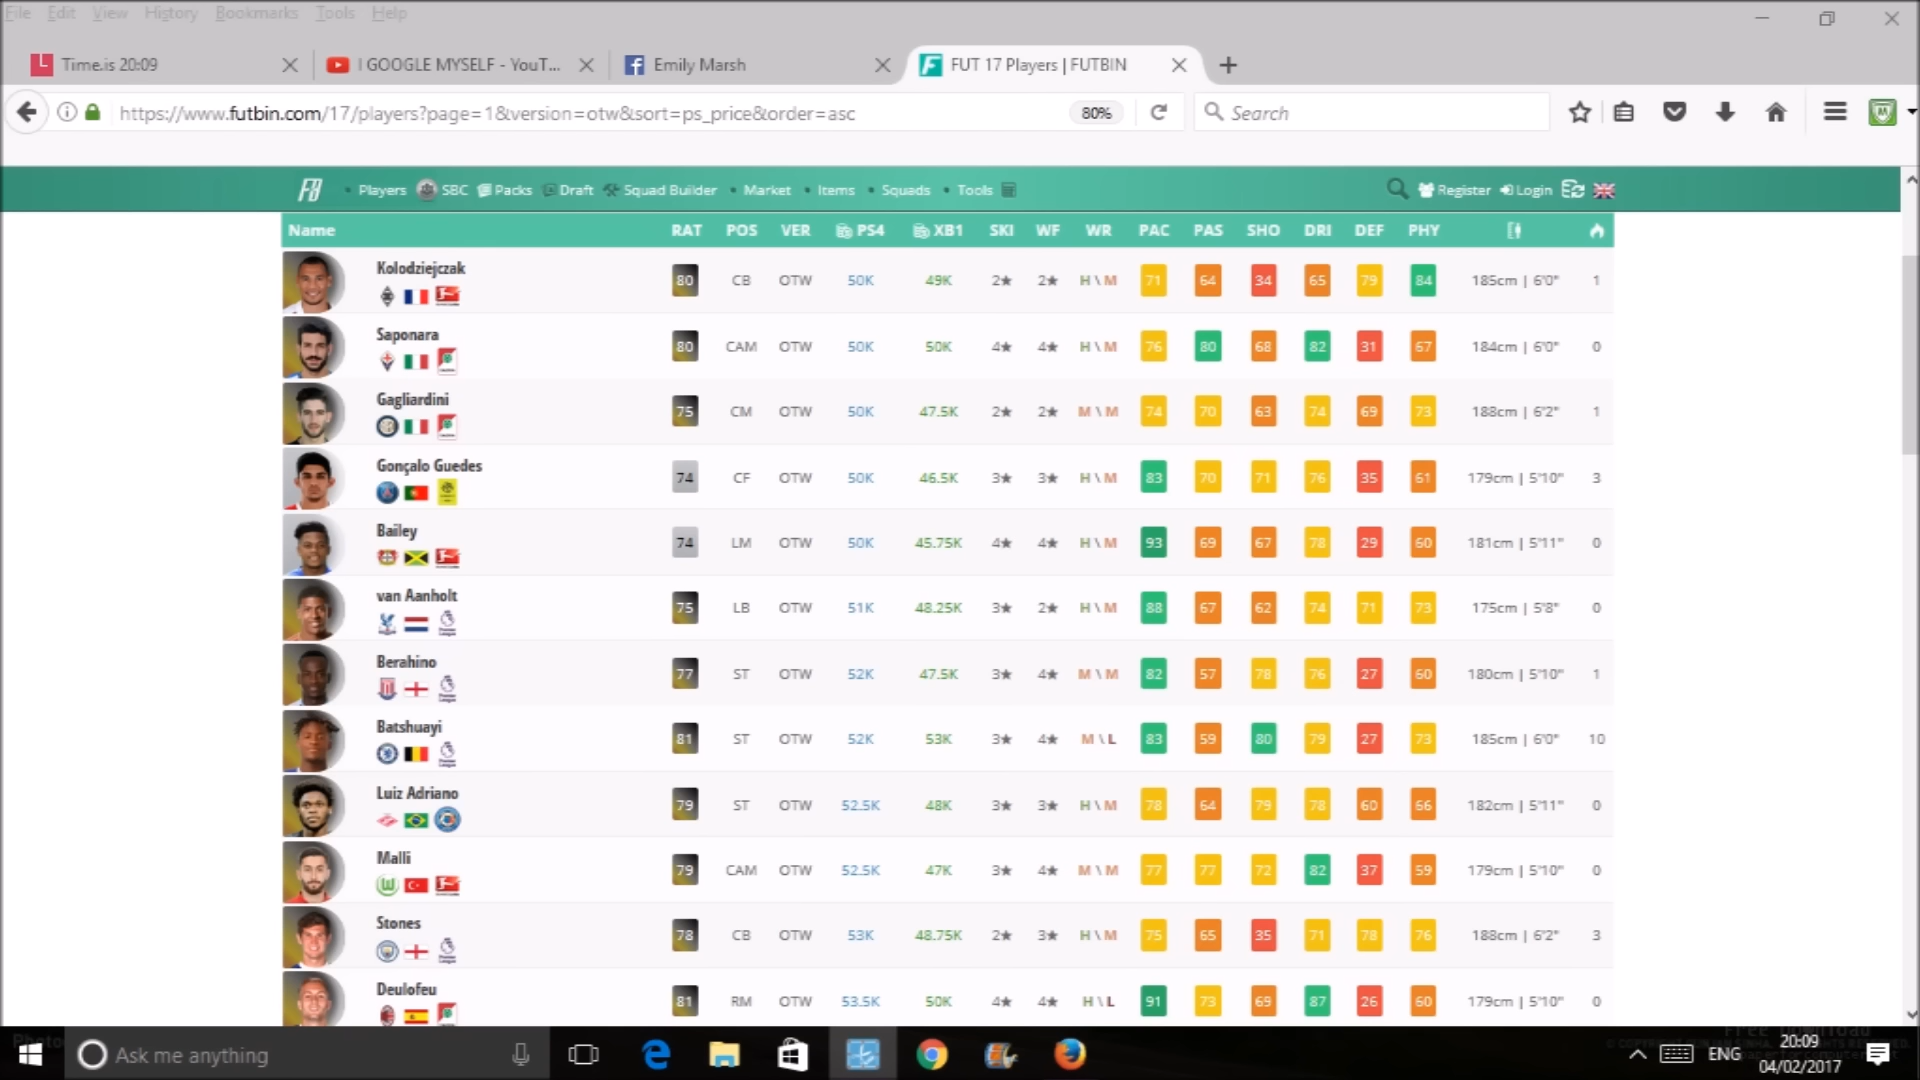 File Edit View History Bookmarks Tools Help
Time.is 20:09
I GOOGLE MYSELF - YouT...
Emily Marsh
FUT 17 Players | FUTBIN
https://www.futbin.com/17/players?page=1&version=otw&sort=ps_price&order=asc 80% Search
Players SBC Packs Draft Squad Builder Market Items Squads Tools Register Login
Name RAT POS VER PS4 XB1 SKI WF WR PAC PAS SHO DRI DEF PHY
Kolodziejczak 80 CB OTW 50K 49K 2★ 2★ H \ M 71 64 34 65 79 84 185cm | 6'0" 1
Saponara 80 CAM OTW 50K 50K 4★ 4★ H \ M 76 80 68 82 31 67 184cm | 6'0" 0
Gagliardini 75 CM OTW 50K 47.5K 2★ 2★ M \ M 74 70 63 74 69 73 188cm | 6'2" 1
Gonçalo Guedes 74 CF OTW 50K 46.5K 3★ 3★ H \ M 83 70 71 76 35 61 179cm | 5'10" 3
Bailey 74 LM OTW 50K 45.75K 4★ 4★ H \ M 93 69 67 78 29 60 181cm | 5'11" 0
van Aanholt 75 LB OTW 51K 48.25K 3★ 2★ H \ M 88 67 62 74 71 73 175cm | 5'8" 0
Berahino 77 ST OTW 52K 47.5K 3★ 4★ M \ M 82 57 78 76 27 60 180cm | 5'10" 1
Batshuayi 81 ST OTW 52K 53K 3★ 4★ M \ L 83 59 80 79 27 73 185cm | 6'0" 10
Luiz Adriano 79 ST OTW 52.5K 48K 3★ 3★ H \ M 78 64 79 78 60 66 182cm | 5'11" 0
Malli 79 CAM OTW 52.5K 47K 3★ 4★ M \ M 77 77 72 82 37 59 179cm | 5'10" 0
Stones 78 CB OTW 53K 48.75K 2★ 3★ H \ M 75 65 35 71 78 76 188cm | 6'2" 3
Deulofeu 81 RM OTW 53.5K 50K 4★ 4★ H \ L 91 73 69 87 26 60 179cm | 5'10" 0
Ask me anything
ENG
20:09
04/02/2017